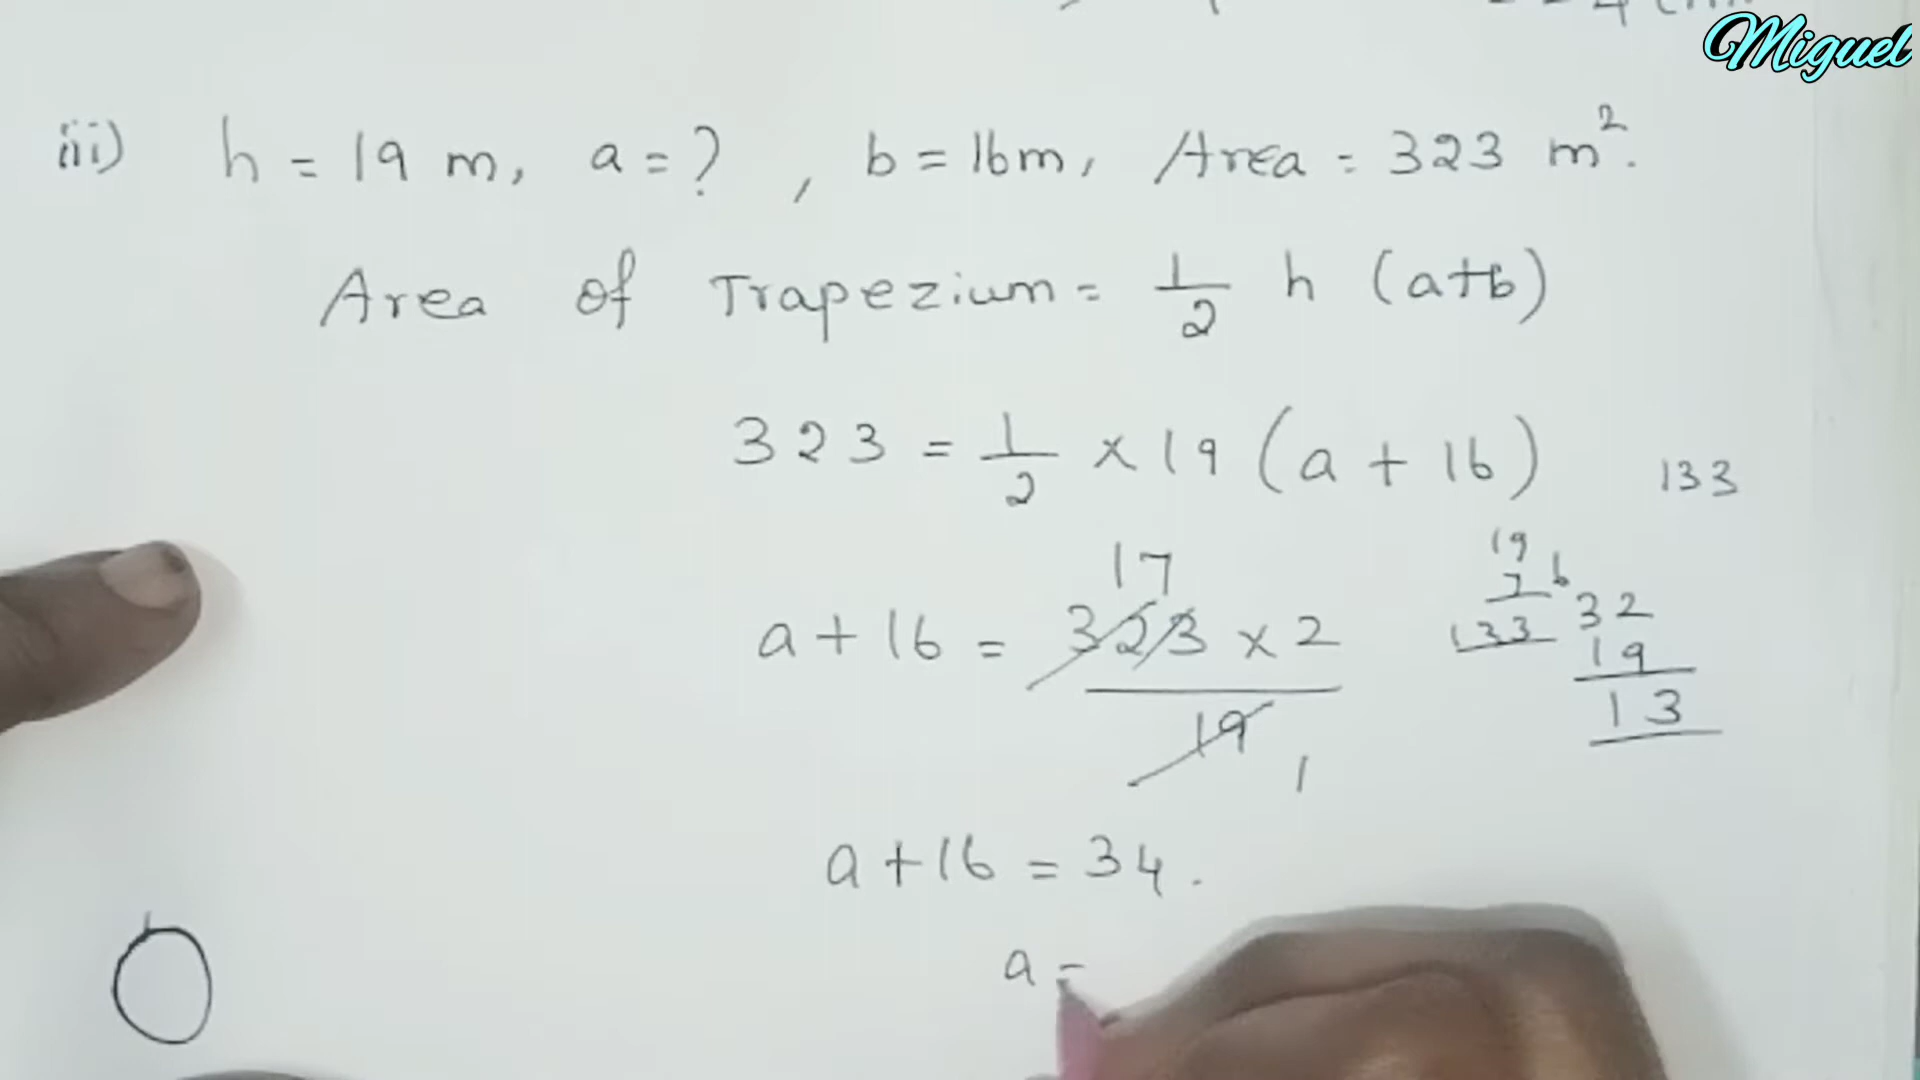 Miguel
iii) h = 19 m, a = ? , b = 16m, Area = 323 m².
Area of Trapezium = 1/2 h (a+b)
323 = 1/2 × 19 (a + 16)
133
17
a + 16 = 323 × 2 / 19
1
19
7
133
6
32
19
13
a + 16 = 34.
a =